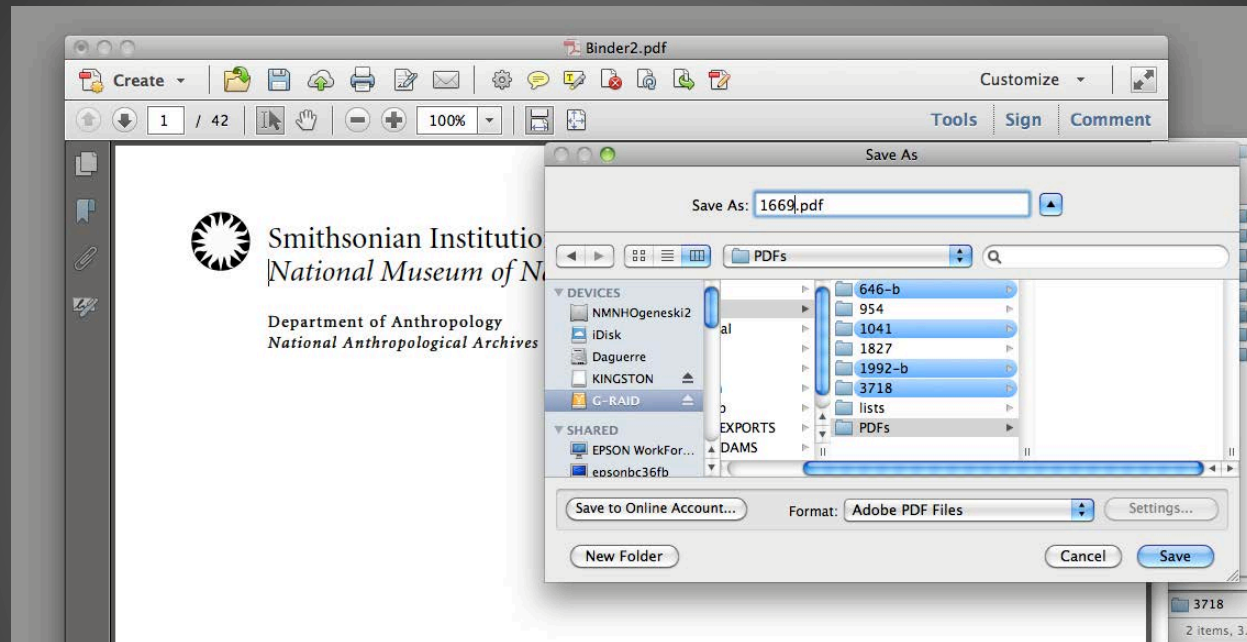 Binder2.pdf
Create
Customize
1 / 42
100%
Tools Sign Comment
Smithsonian Institutio
National Museum of N
Department of Anthropology
National Anthropological Archives
Save As
Save As: 1669.pdf
PDFs
DEVICES
NMNHOgeneski2
iDisk
Daguerre
KINGSTON
G-RAID
SHARED
EPSON WorkFor...
epsonbc36fb
al
EXPORTS
DAMS
646-b
954
1041
1827
1992-b
3718
lists
PDFs
Save to Online Account...
Format: Adobe PDF Files
Settings...
New Folder
Cancel
Save
3718
2 items, 3